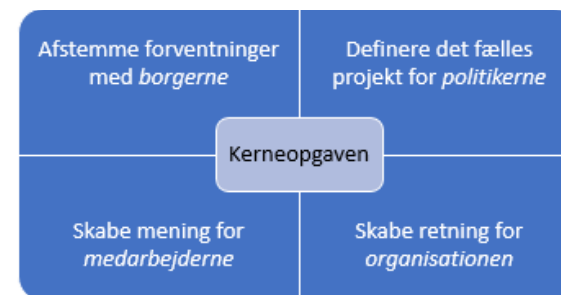 Afstemme forventninger
med borgerne
Definere det fælles
projekt for politikerne
Kerneopgaven
Skabe mening for
medarbejderne
Skabe retning for
organisationen